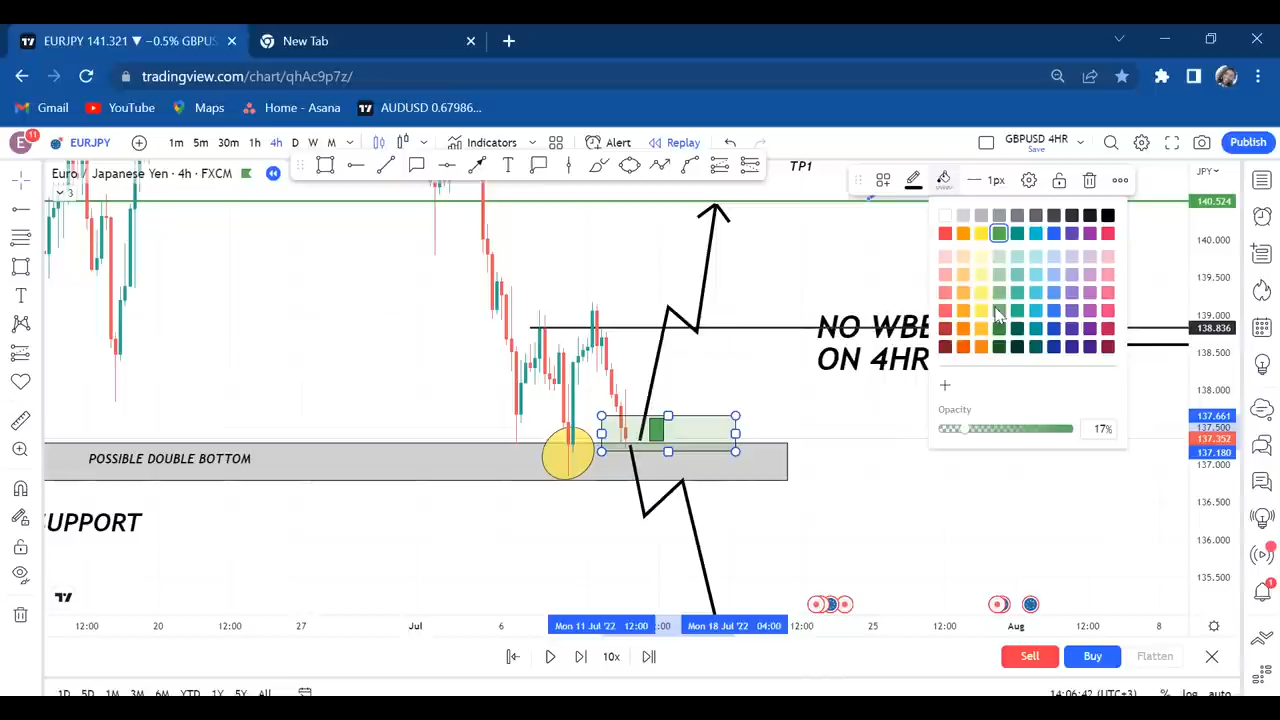 EURJPY 141.321 ▼ −0.5% GBPUS
New Tab
tradingview.com/chart/qhAc9p7z/
Gmail
YouTube
Maps
Home - Asana
AUDUSD 0.67986...
E 11
EURJPY
1m 5m 30m 1h 4h D W M
Indicators
Alert
Replay
GBPUSD 4HR
Save
Publish
Euro / Japanese Yen · 4h · FXCM
3
TP1
1px
JPY
140.524
140.000
139.500
139.000
138.836
138.500
138.000
137.661
137.500
137.352
137.180
137.000
136.500
136.000
135.500
NO WBE
ON 4HR
Opacity
17%
POSSIBLE DOUBLE BOTTOM
UPPORT
12:00 20 12:00 27 Jul 6 Mon 11 Jul '22 12:00 :00 Mon 18 Jul '22 04:00 12:00 25 12:00 Aug 12:00 8
10x
Sell
Buy
Flatten
1D 5D 1M 3M 6M YTD 1Y 5Y All
14:06:42 (UTC+3) % log auto
1